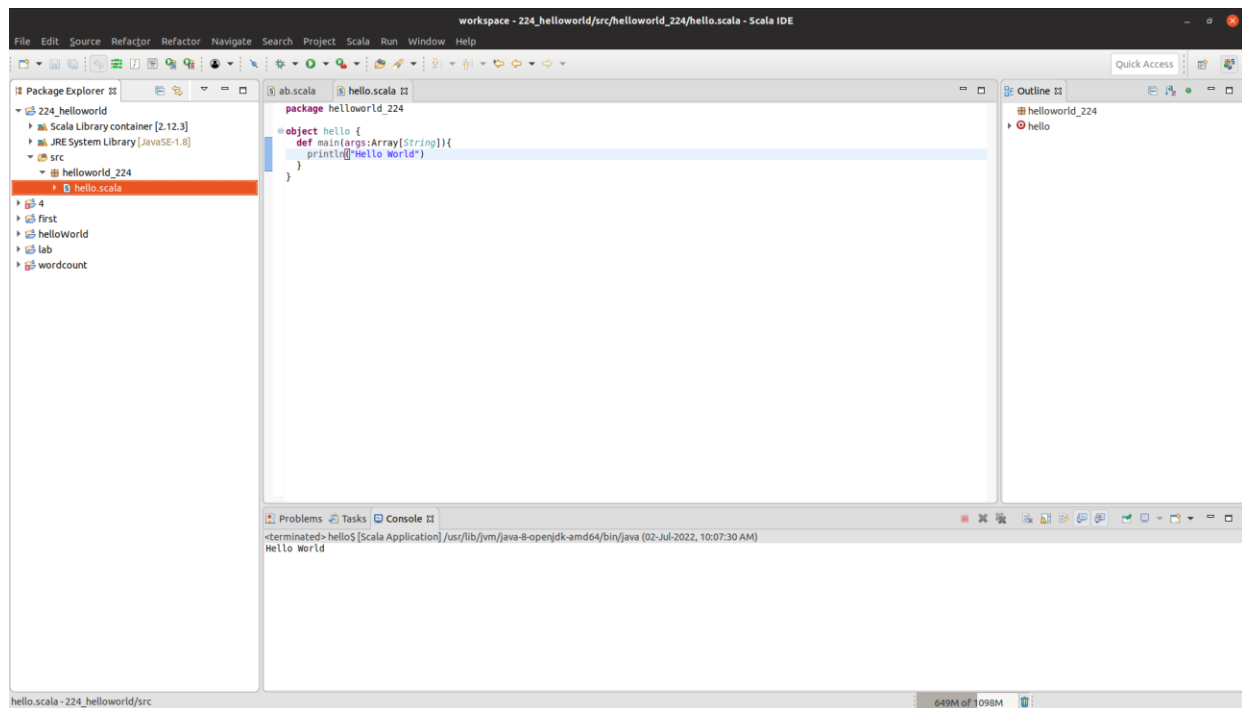 workspace - 224_helloworld/src/helloworld_224/hello.scala - Scala IDE
File Edit Source Refactor Refactor Navigate Search Project Scala Run Window Help
Quick Access
Package Explorer
224_helloworld
Scala Library container [2.12.3]
JRE System Library [JavaSE-1.8]
src
helloworld_224
hello.scala
4
first
helloWorld
lab
wordcount
ab.scala hello.scala
package helloworld_224
object hello {
def main(args:Array[String]){
println("Hello World")
}
}
Outline
helloworld_224
hello
Problems Tasks Console
<terminated> hello$ [Scala Application] /usr/lib/jvm/java-8-openjdk-amd64/bin/java (02-Jul-2022, 10:07:30 AM)
Hello World
hello.scala - 224_helloworld/src
649M of 1098M